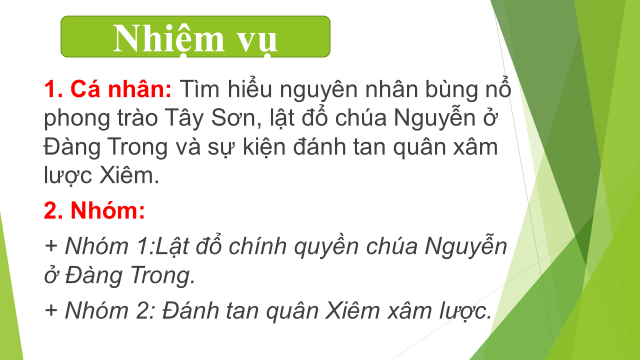 Nhiệm vụ
1. Cá nhân: Tìm hiểu nguyên nhân bùng nổ
phong trào Tây Sơn, lật đổ chúa Nguyễn ở
Đàng Trong và sự kiện đánh tan quân xâm
lược Xiêm.
2. Nhóm:
+ Nhóm 1:Lật đổ chính quyền chúa Nguyễn
ở Đàng Trong.
+ Nhóm 2: Đánh tan quân Xiêm xâm lược.